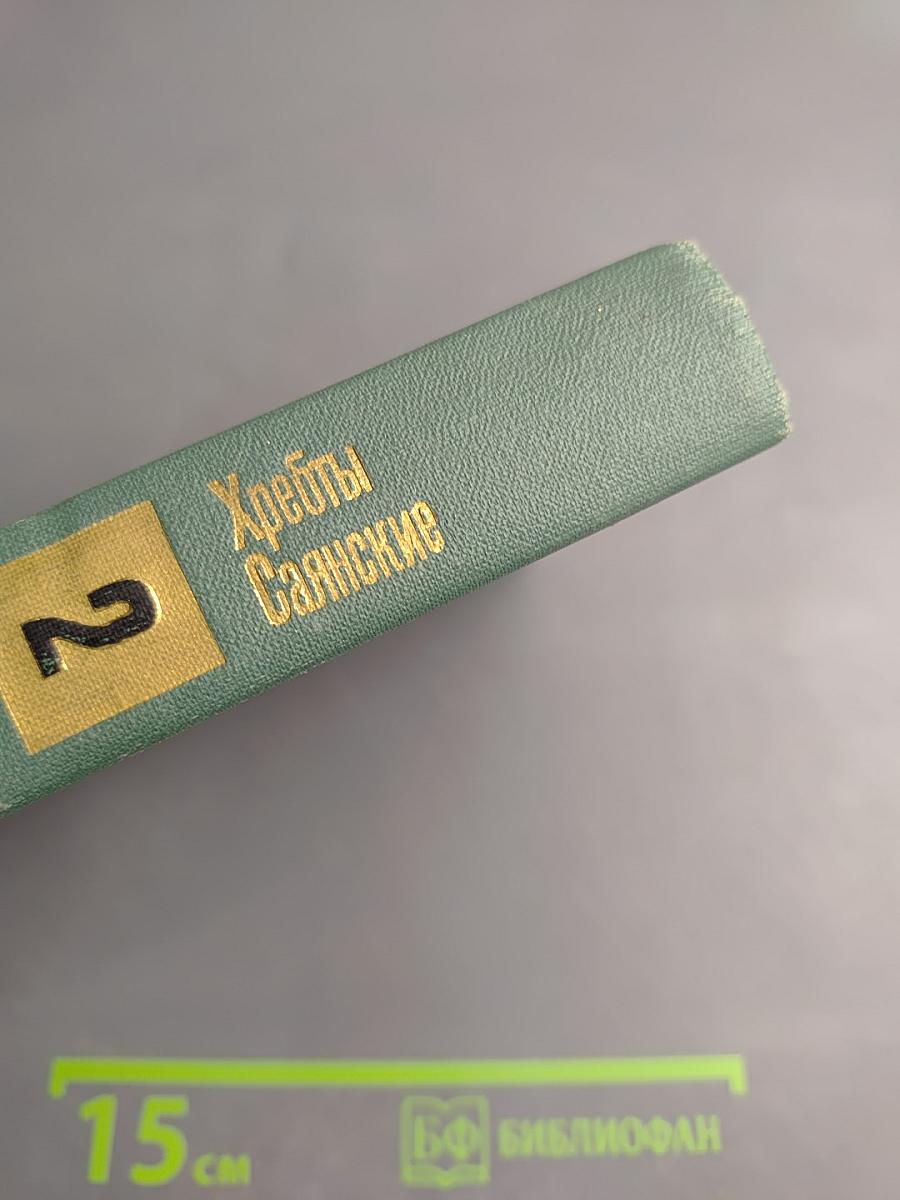 2
Хребты
Саянские
15 см
БФ БИБЛИОФАН